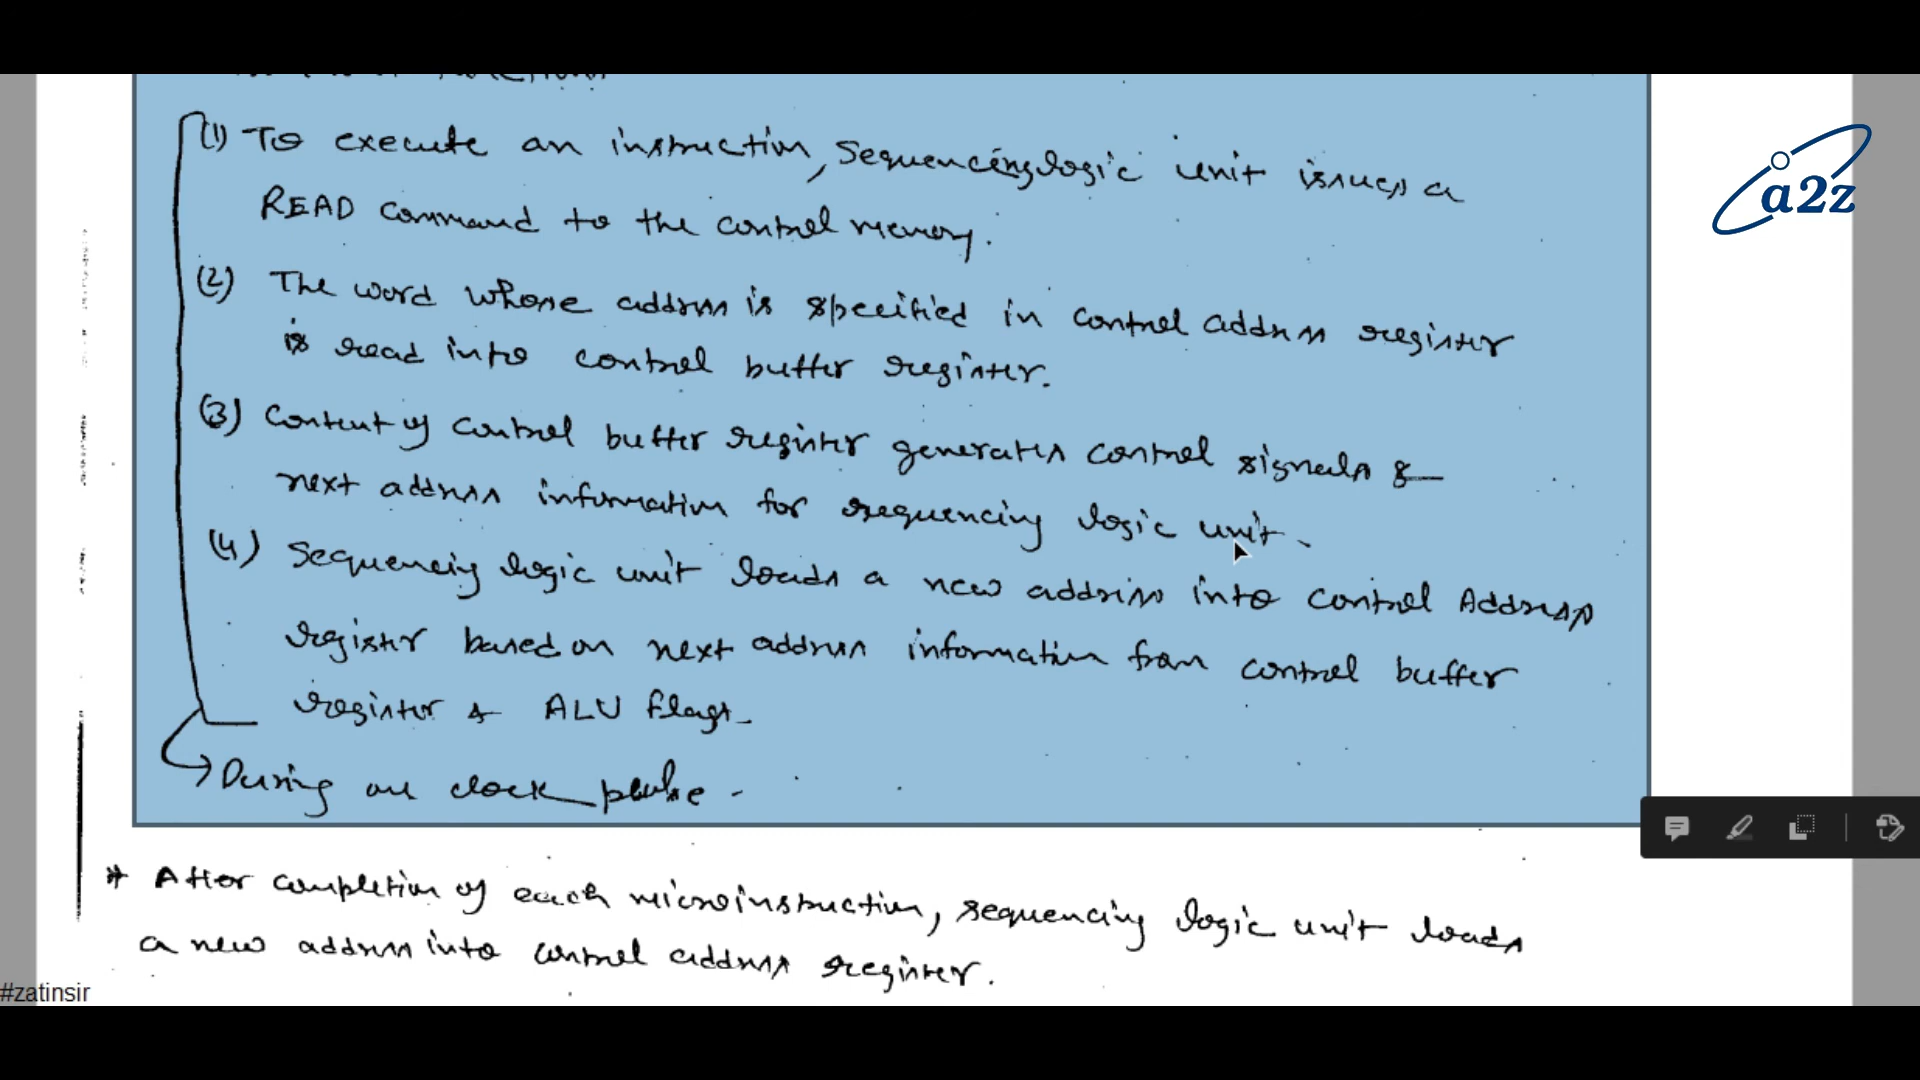 (1) To execute an instruction, sequencing logic unit issues a
READ command to the control memory.
(2) The word whose address is specified in control address register
is read into control buffer register.
(3) Content of control buffer register generates control signals &
next address information for sequencing logic unit.
(4) Sequencing logic unit loads a new address into control Address
register based on next address information from control buffer
register & ALU flags.
→ During one clock pulse.
* After completion of each microinstruction, sequencing logic unit loads
a new address into control address register.
a2z
#zatinsir